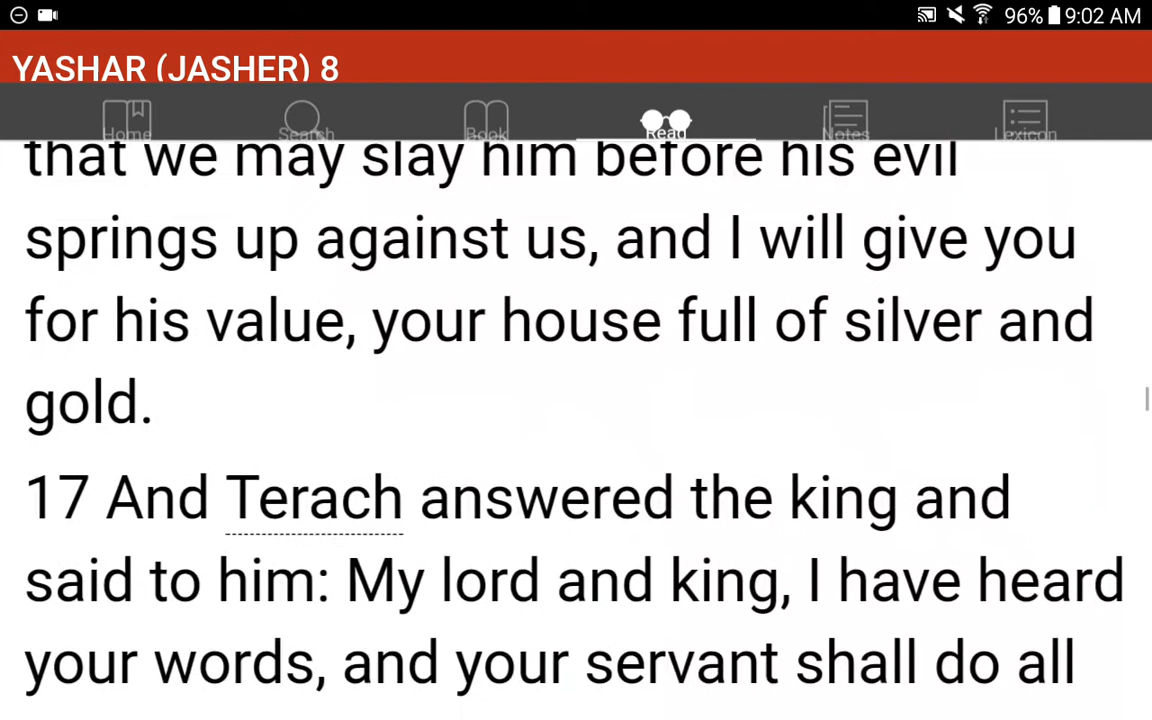 96% 9:02 AM
YASHAR (JASHER) 8
Home Search Book Read Notes Lexicon
that we may slay him before his evil
springs up against us, and I will give you
for his value, your house full of silver and
gold.
17 And Terach answered the king and
said to him: My lord and king, I have heard
your words, and your servant shall do all